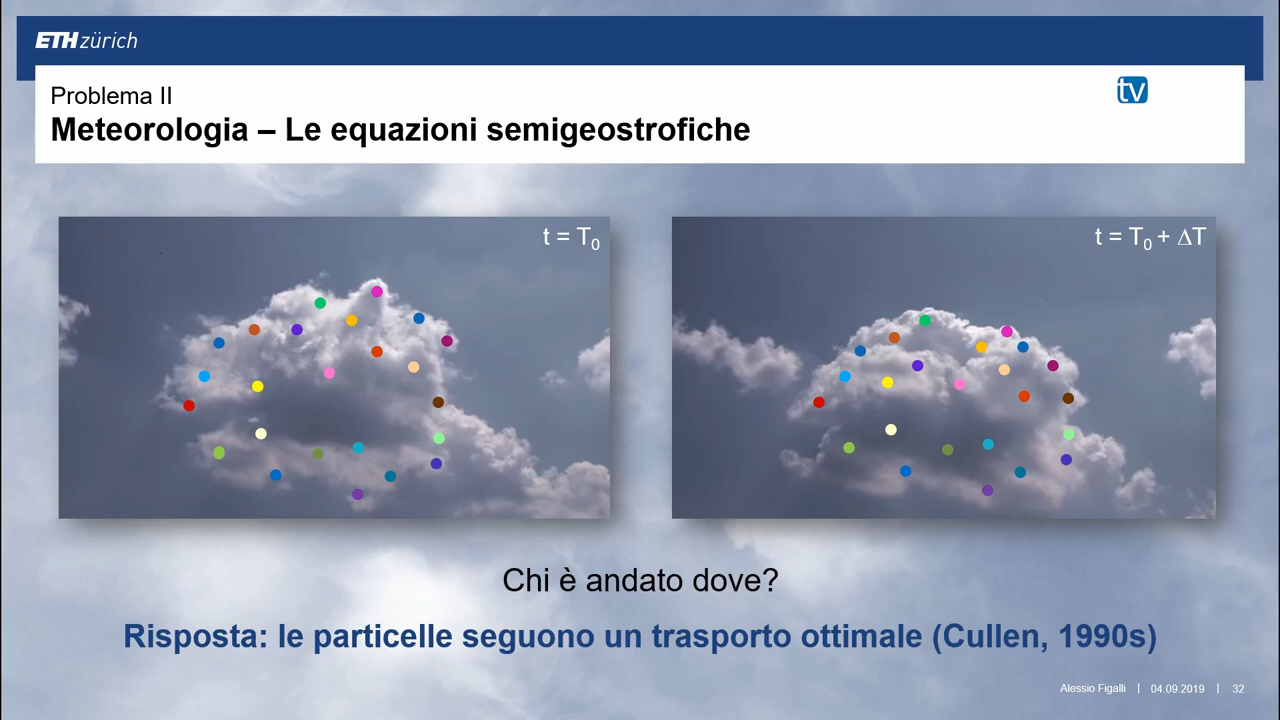 ETH zürich
tv
Problema II
Meteorologia – Le equazioni semigeostrofiche
t = T₀
t = T₀ + ΔT
Chi è andato dove?
Risposta: le particelle seguono un trasporto ottimale (Cullen, 1990s)
Alessio Figalli | 04.09.2019 | 32